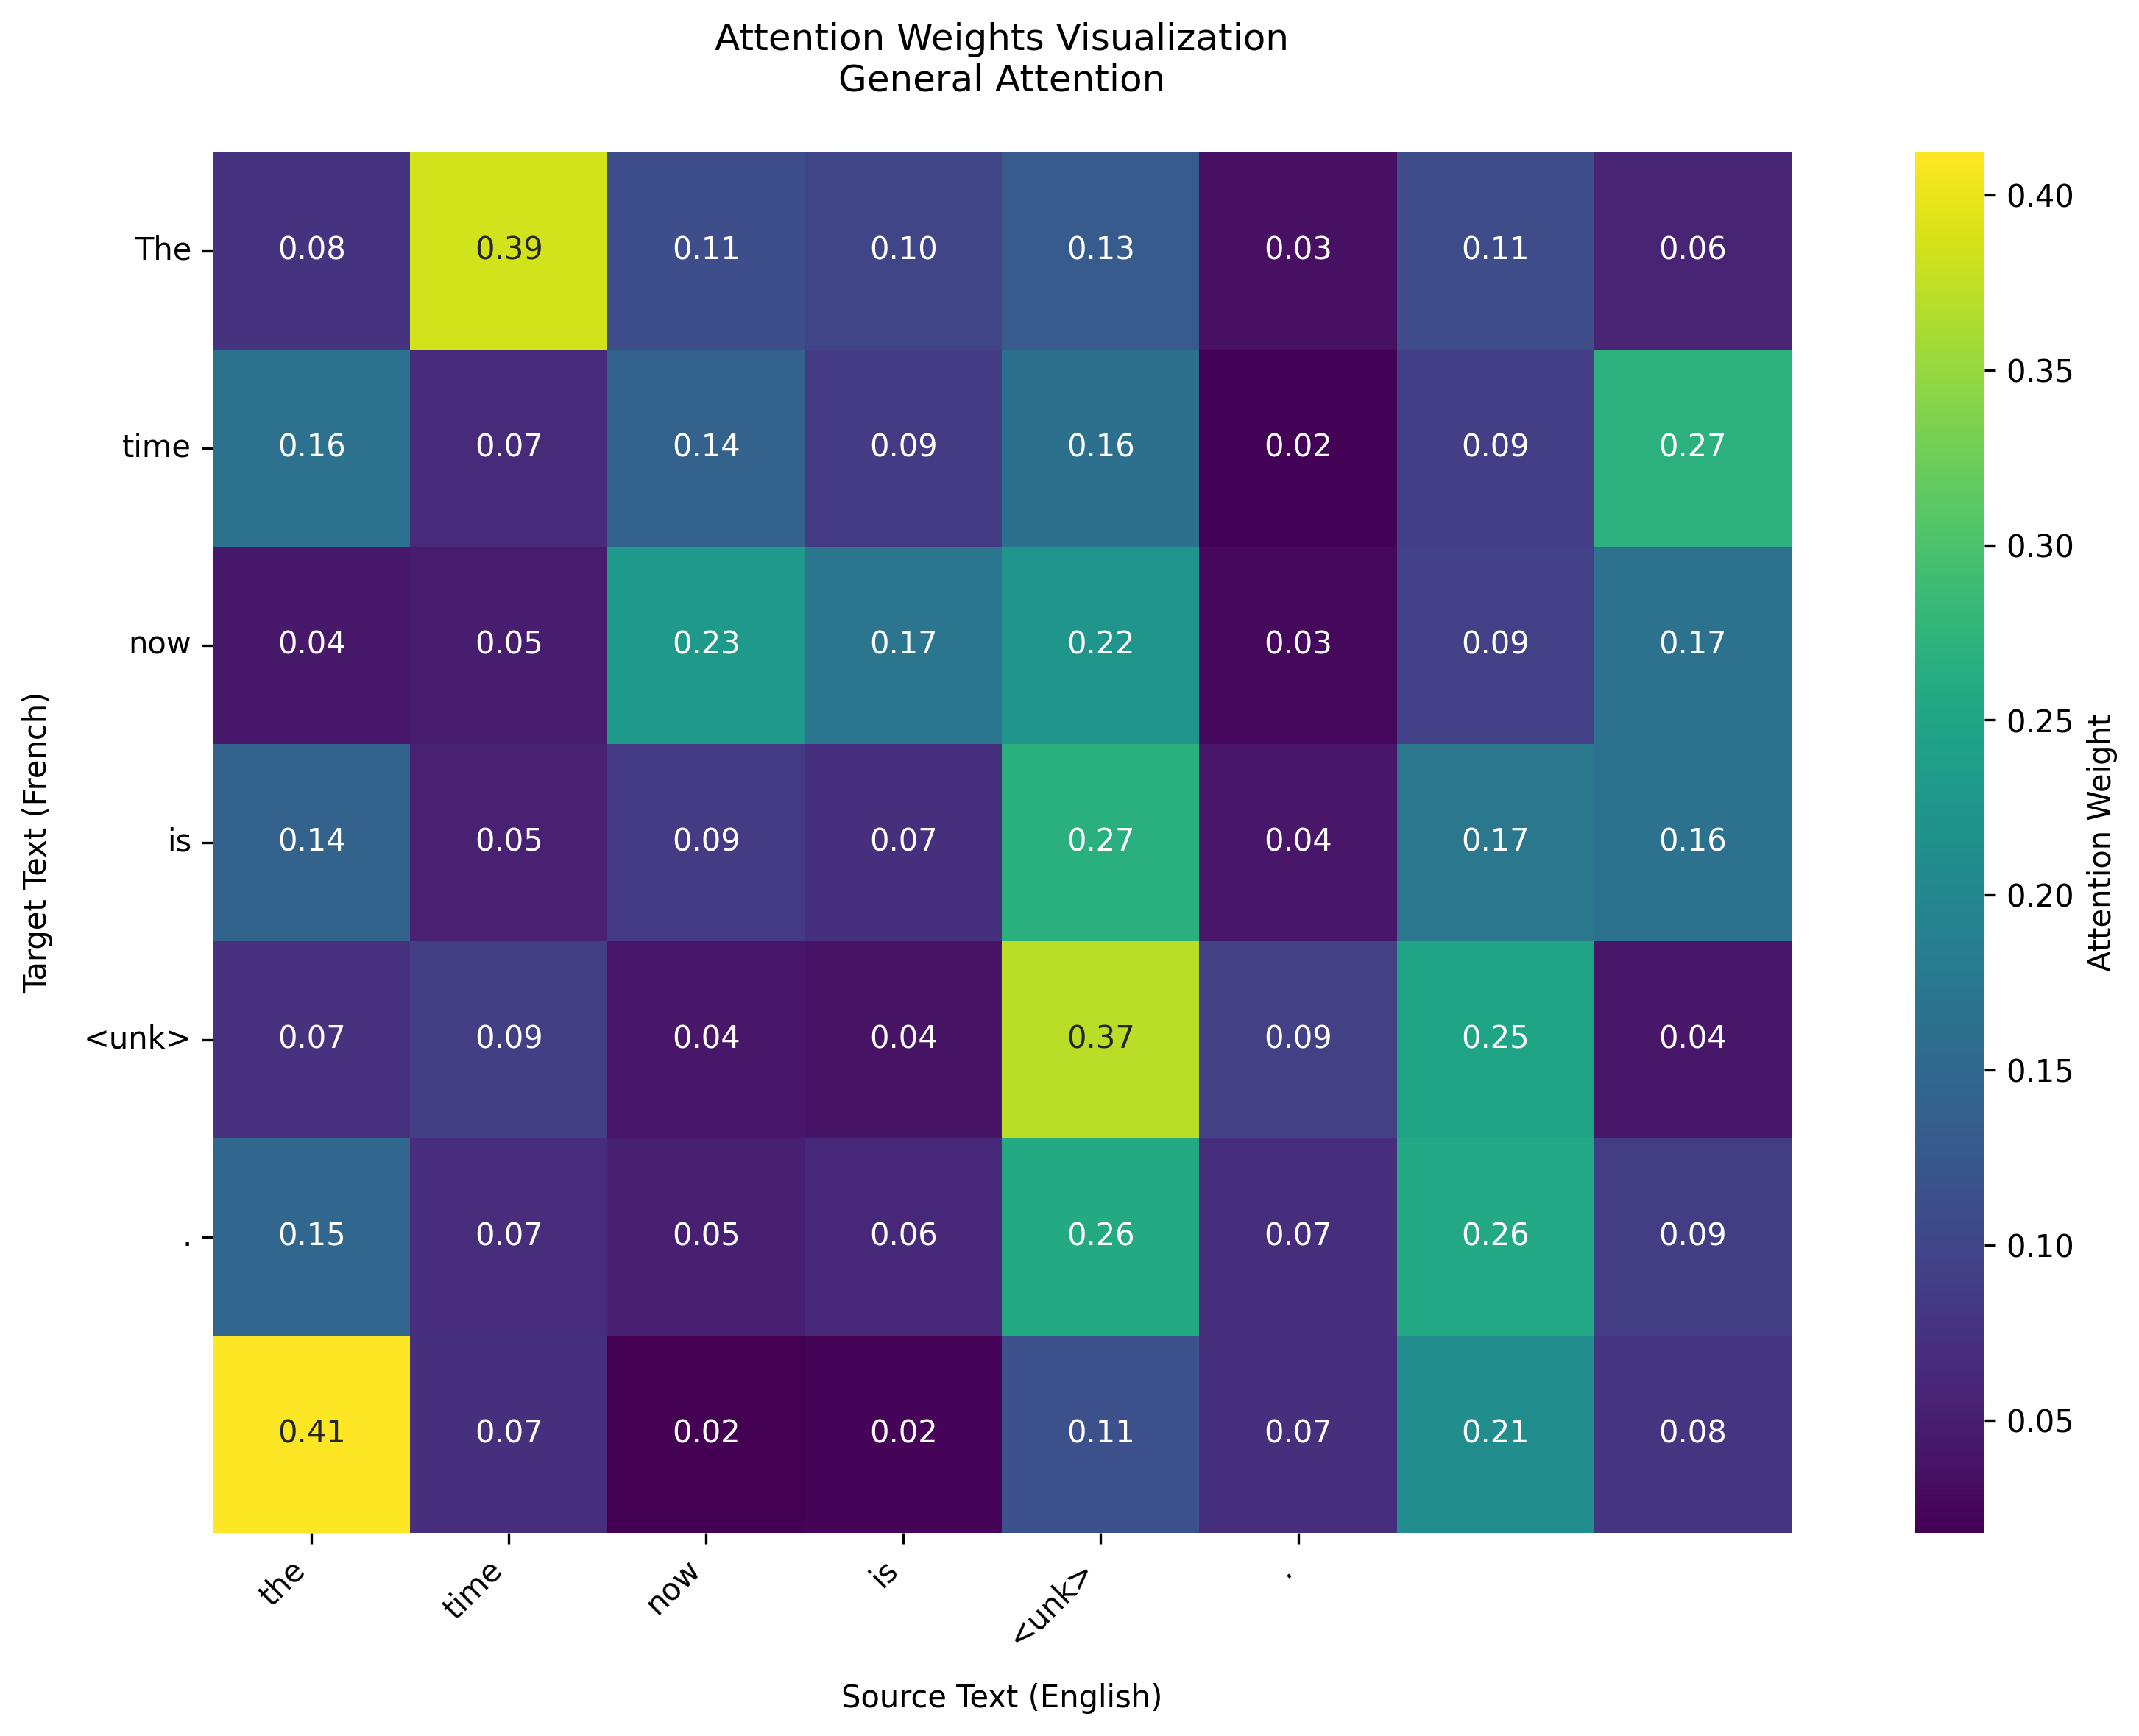 Attention Weights Visualization
General Attention
The 0.08 0.39 0.11 0.10 0.13 0.03 0.11 0.06
time 0.16 0.07 0.14 0.09 0.16 0.02 0.09 0.27
now 0.04 0.05 0.23 0.17 0.22 0.03 0.09 0.17
is 0.14 0.05 0.09 0.07 0.27 0.04 0.17 0.16
<unk> 0.07 0.09 0.04 0.04 0.37 0.09 0.25 0.04
. 0.15 0.07 0.05 0.06 0.26 0.07 0.26 0.09
0.41 0.07 0.02 0.02 0.11 0.07 0.21 0.08
the time now is <unk> .
Source Text (English)
Target Text (French)
0.40
0.35
0.30
0.25
0.20
0.15
0.10
0.05
Attention Weight